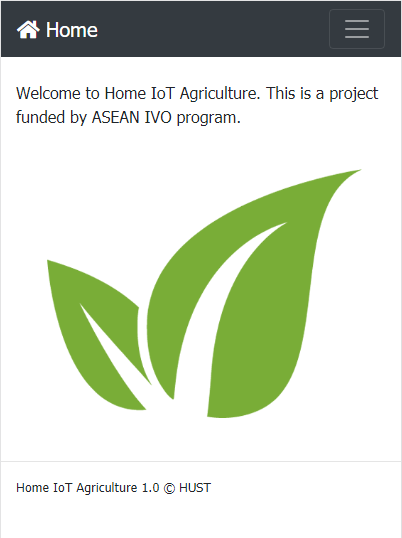 Home
Welcome to Home IoT Agriculture. This is a project
funded by ASEAN IVO program.
Home IoT Agriculture 1.0 © HUST